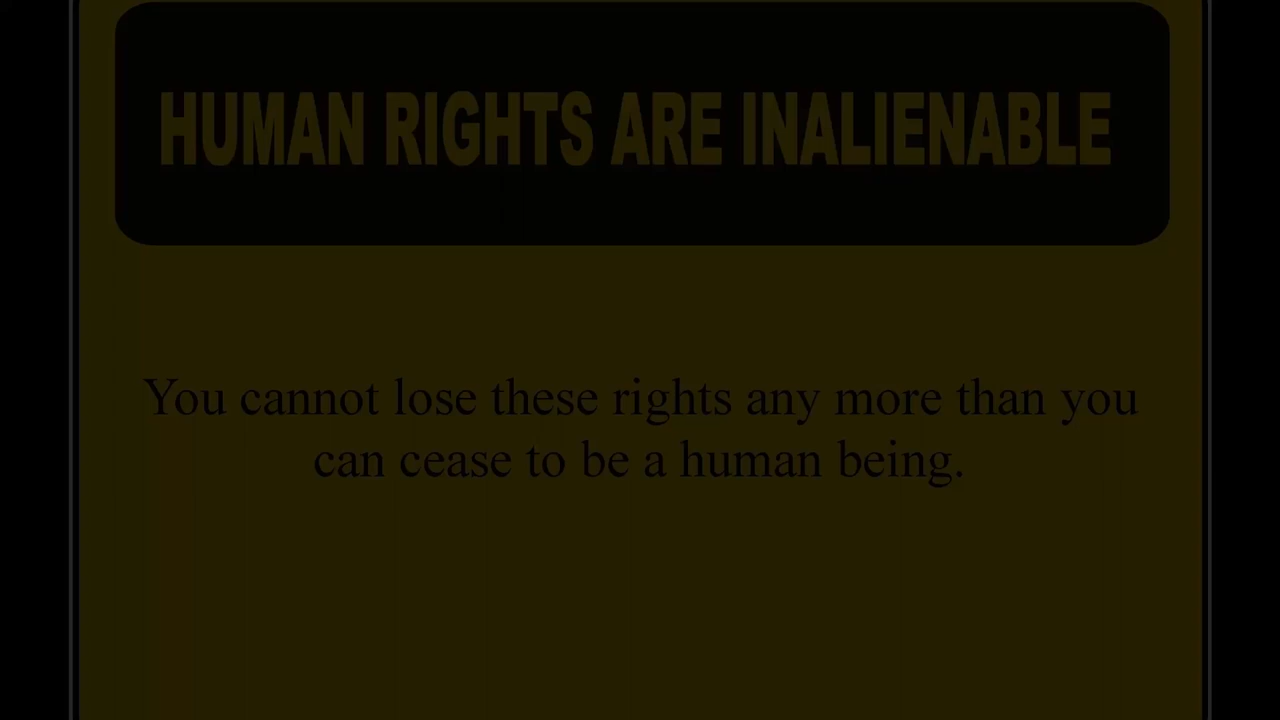 HUMAN RIGHTS ARE INALIENABLE
You cannot lose these rights any more than you
can cease to be a human being.